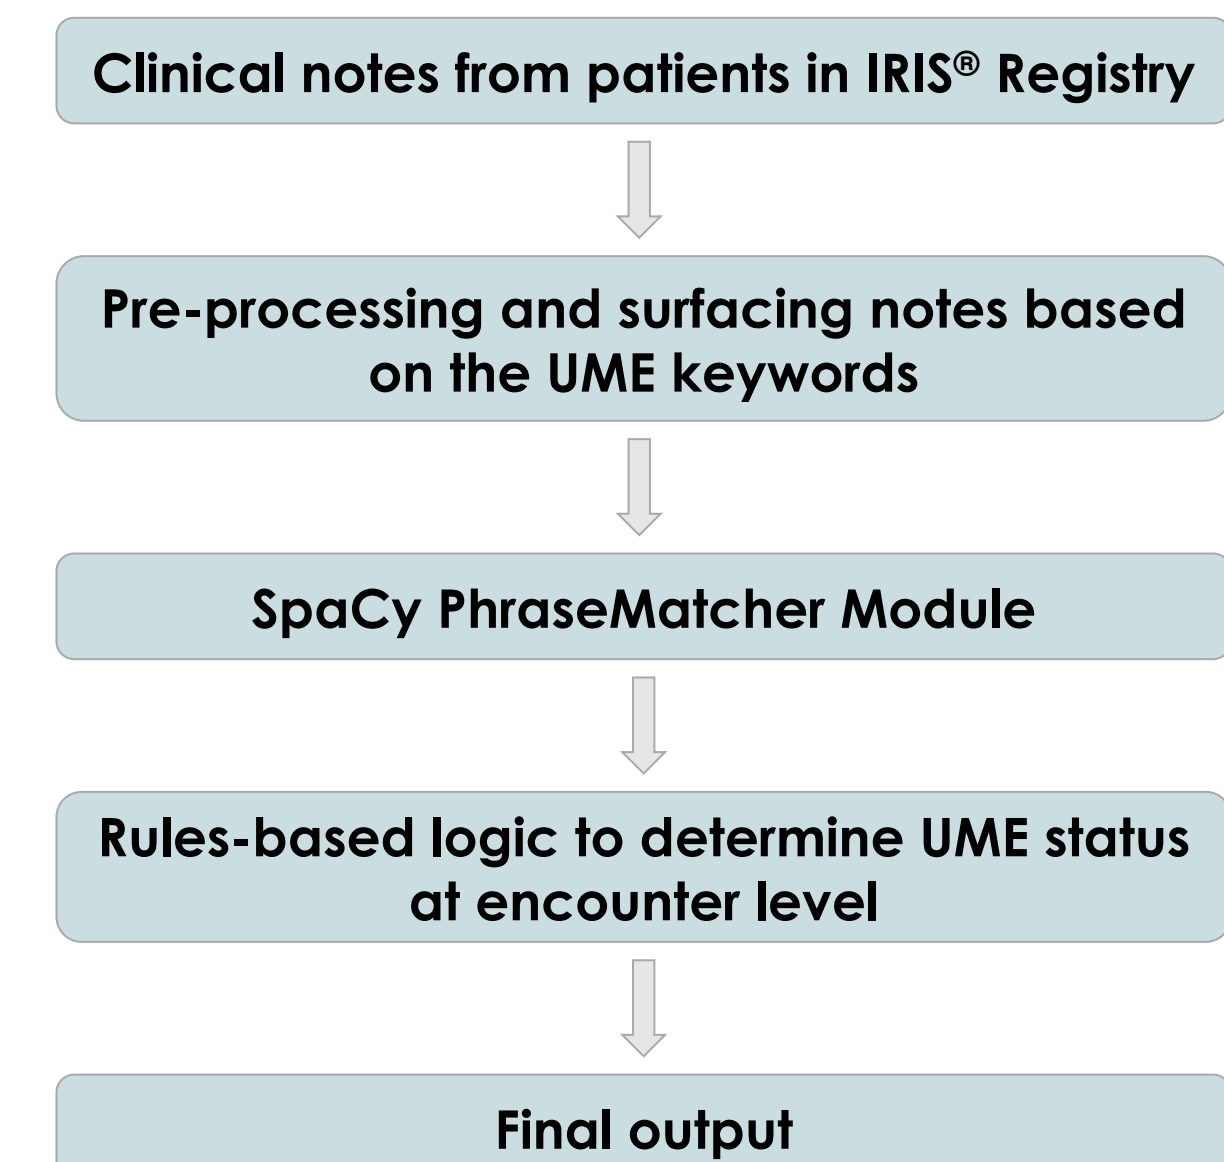 Clinical notes from patients in IRIS® Registry
Pre-processing and surfacing notes based
on the UME keywords
SpaCy PhraseMatcher Module
Rules-based logic to determine UME status
at encounter level
Final output